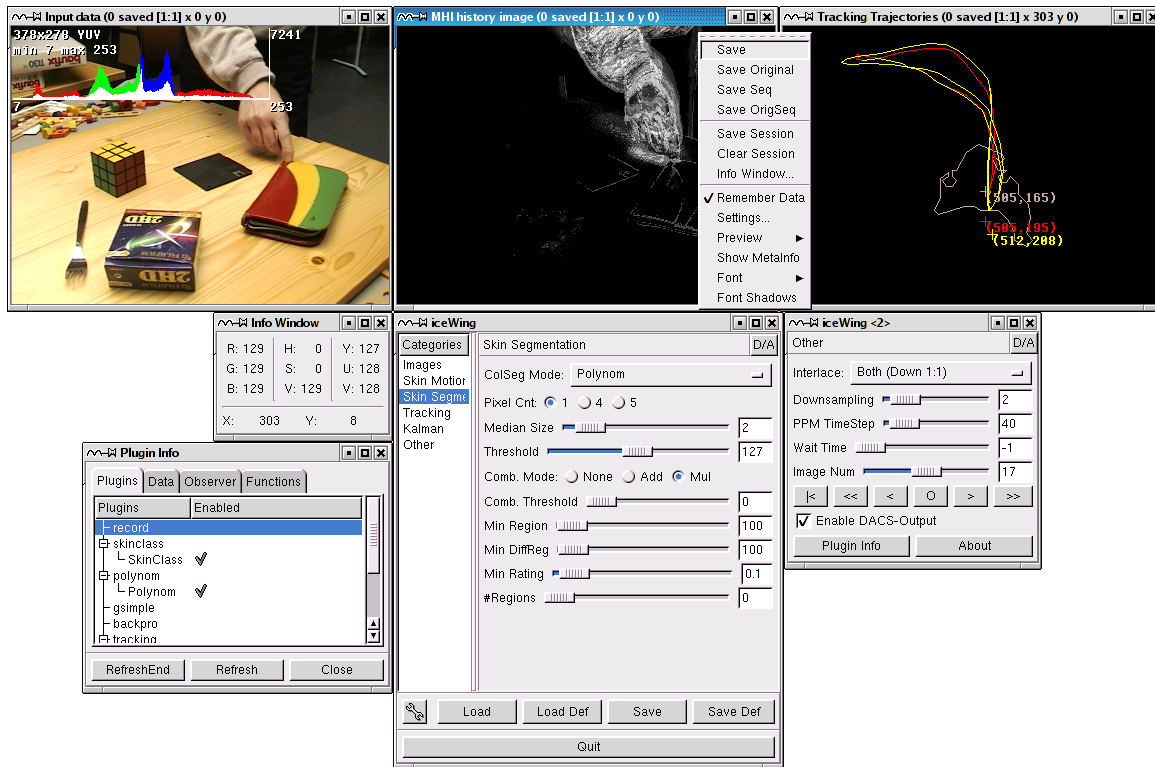 Input data (0 saved [1:1] x 0 y 0)
378x278 YUV
min 7 max 253
7241
7
253
baufix
2HD
FUJIFILM
2HD
MHI history image (0 saved [1:1] x 0 y 0)
Save
Save Original
Save Seq
Save OrigSeq
Save Session
Clear Session
Info Window...
Remember Data
Settings...
Preview
Show MetaInfo
Font
Font Shadows
Tracking Trajectories (0 saved [1:1] x 303 y 0)
(505,165)
(505,195)
(512,208)
Info Window
R: 129 H: 0 Y: 127
G: 129 S: 0 U: 128
B: 129 V: 129 V: 128
X: 303 Y: 8
Plugin Info
Plugins Data Observer Functions
Plugins Enabled
record
skinclass
SkinClass
polynom
Polynom
gsimple
backpro
tracking
RefreshEnd Refresh Close
iceWing
Categories
Images
Skin Motion
Skin Segme
Tracking
Kalman
Other
Skin Segmentation D/A
ColSeg Mode: Polynom
Pixel Cnt: 1 4 5
Median Size 2
Threshold 127
Comb. Mode: None Add Mul
Comb. Threshold 0
Min Region 100
Min DiffReg 100
Min Rating 0.1
#Regions 0
Load Load Def Save Save Def
Quit
iceWing <2>
Other D/A
Interlace: Both (Down 1:1)
Downsampling 2
PPM TimeStep 40
Wait Time -1
Image Num 17
|< << < O > >>
Enable DACS-Output
Plugin Info About